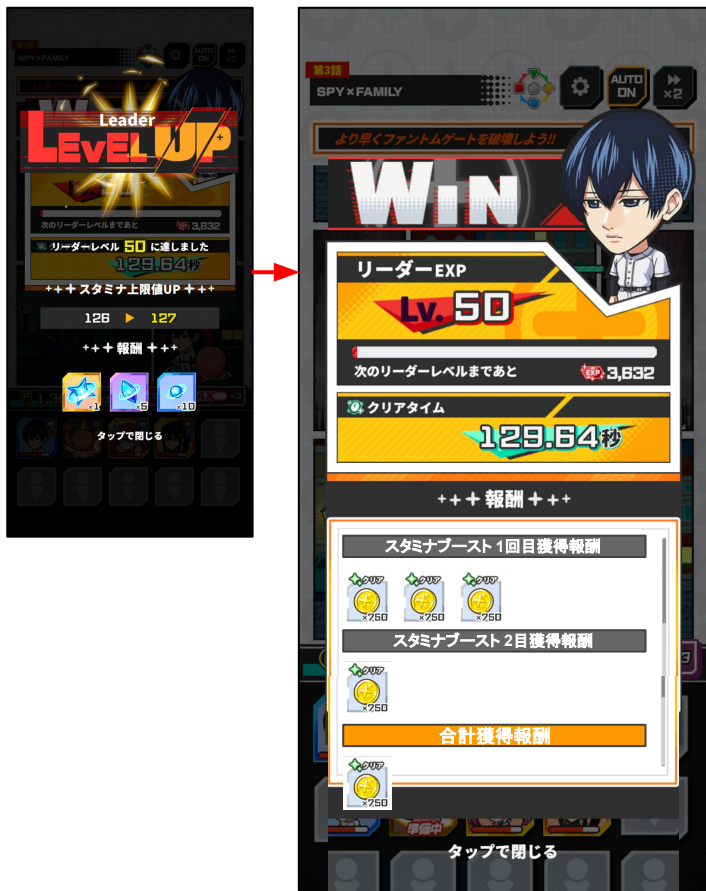 第3話
SPY×FAMILY
AUTO
ON
×2
Leader
LEVEL UP
次のリーダーレベルまであと
3,632
リーダーレベル 50 に達しました
129.64秒
+++スタミナ上限値UP+++
126 ▶ 127
+++報酬+++
×1
×5
×10
タップで閉じる
第3話
SPY×FAMILY
AUTO
ON
×2
より早くファントムゲートを破壊しよう!!
WIN
リーダーEXP
Lv. 50
次のリーダーレベルまであと
EXP 3,632
クリアタイム
129.64秒
+++報酬+++
スタミナブースト 1回目獲得報酬
クリア クリア クリア
×750 ×750 ×750
スタミナブースト 2目獲得報酬
クリア
×750
合計獲得報酬
クリア
×750
準備中
タップで閉じる